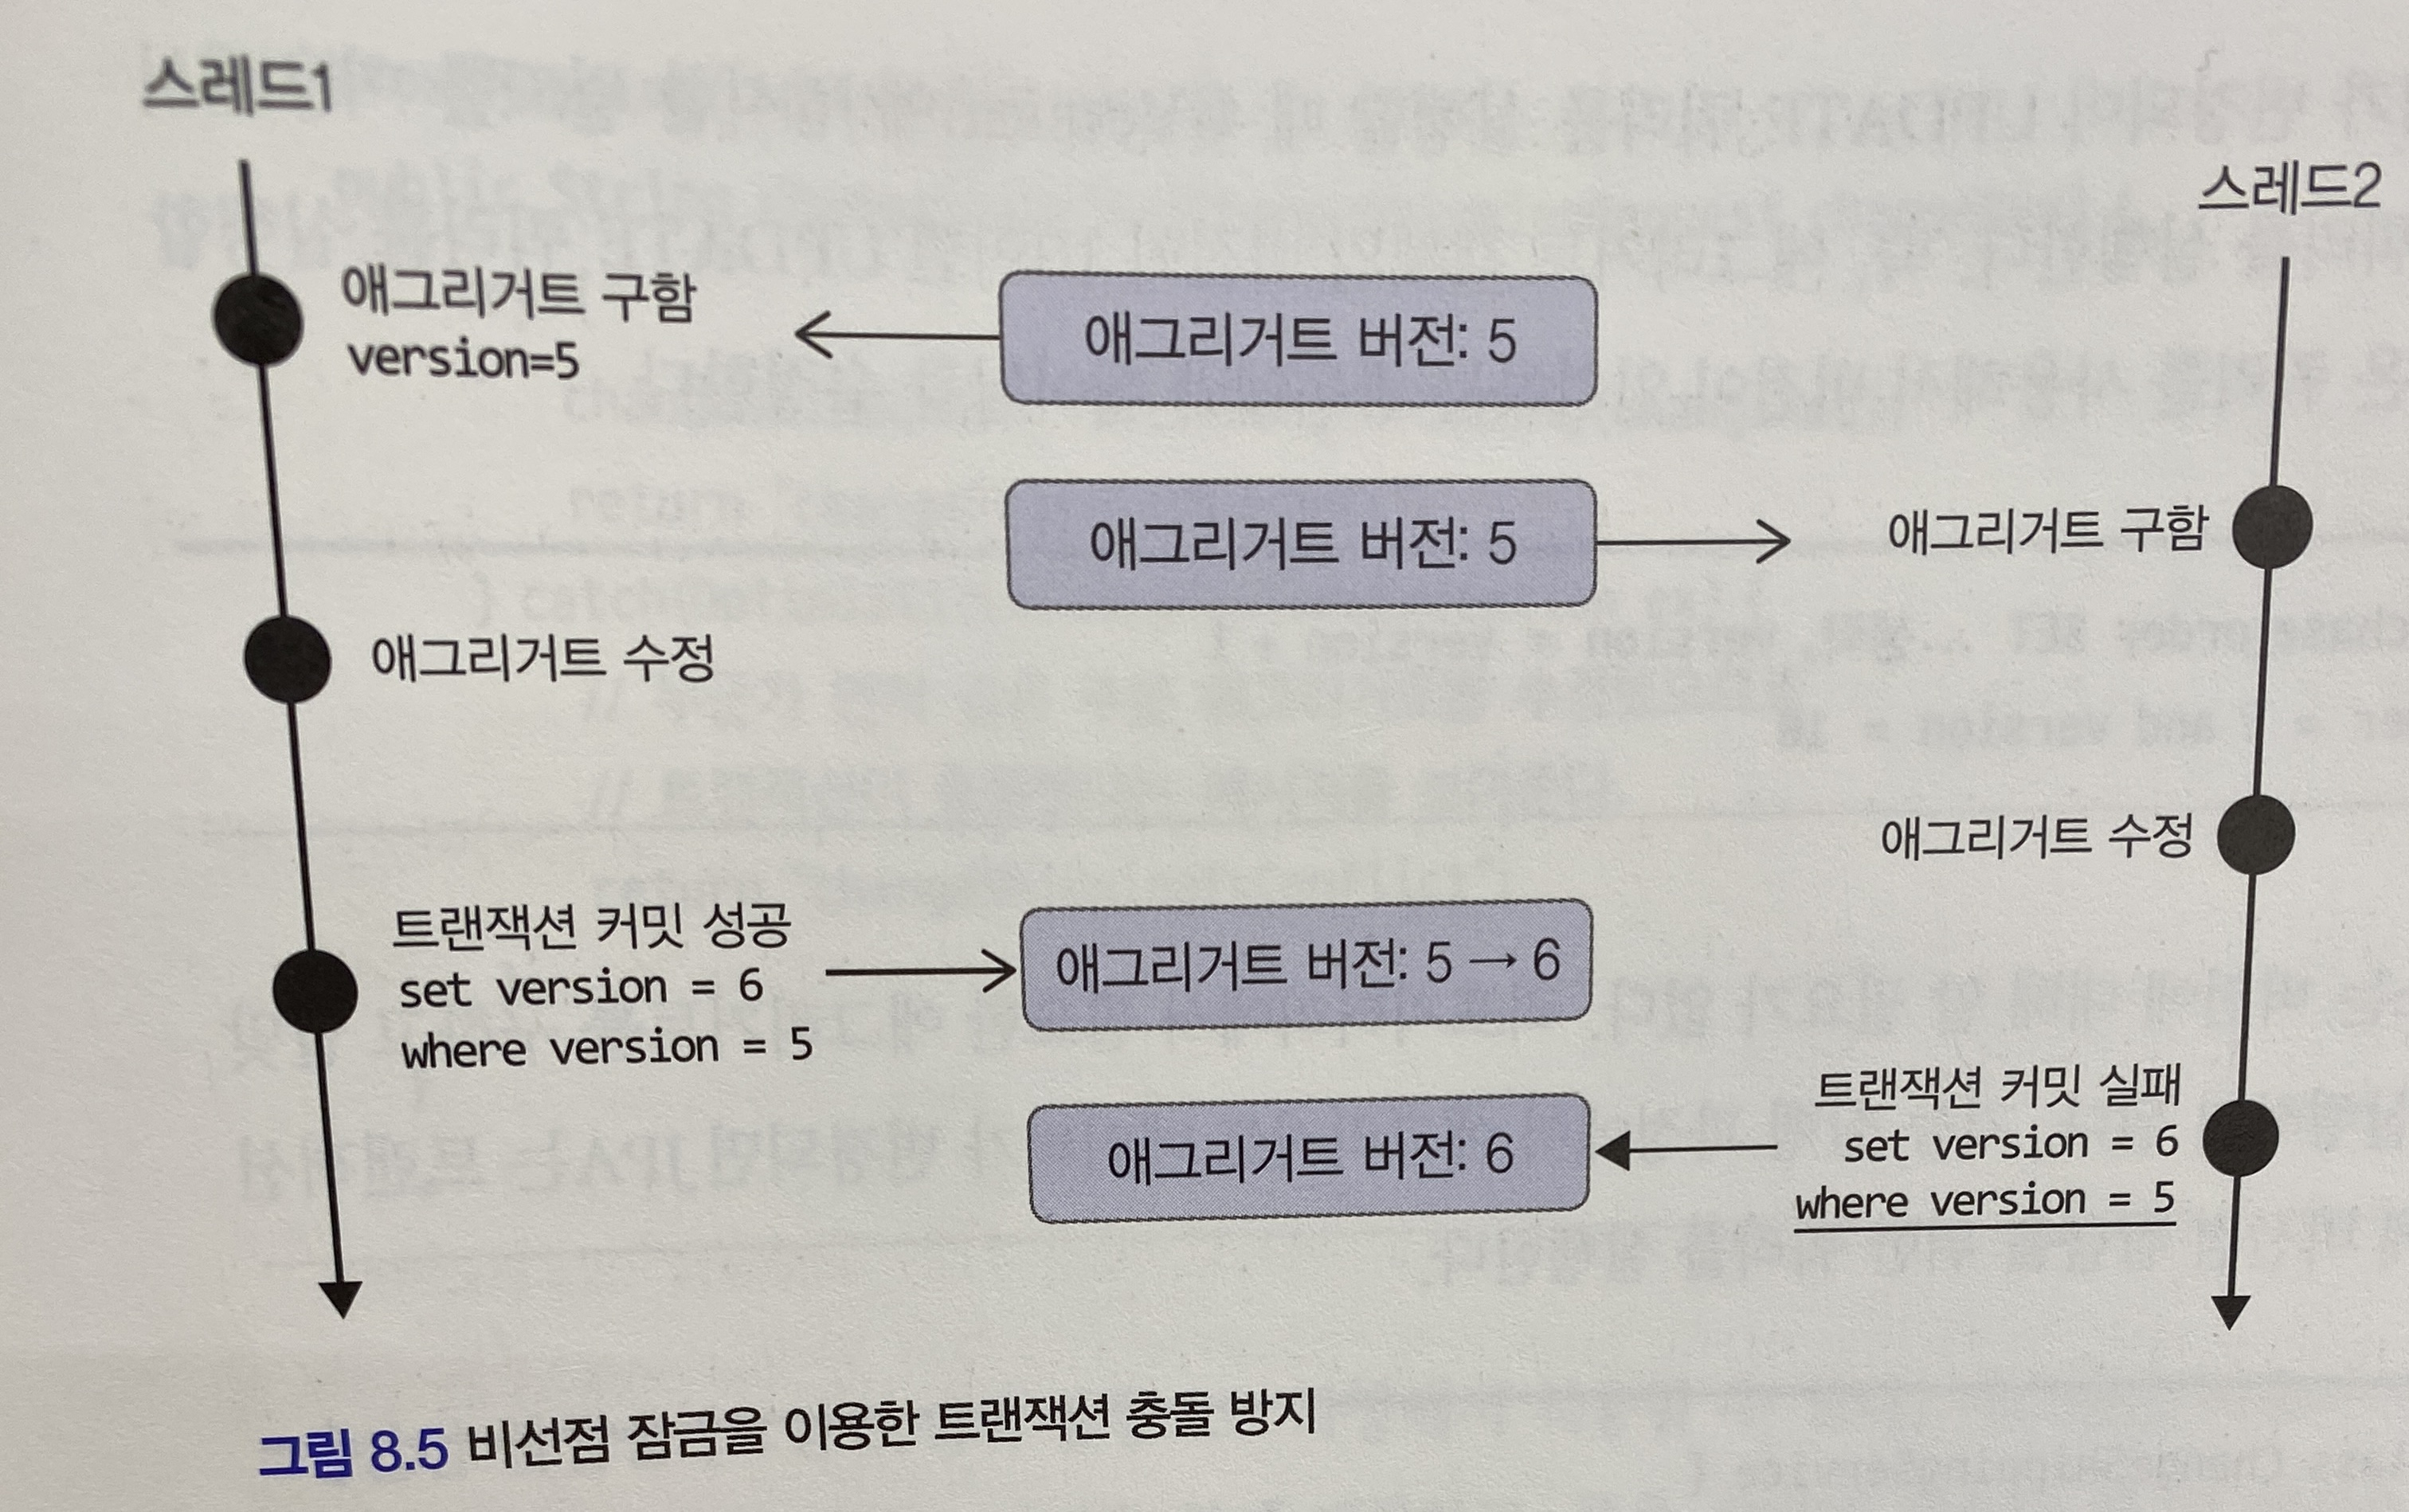 스레드1
스레드2
애그리거트 구함
version=5
애그리거트 버전: 5
애그리거트 버전: 5
애그리거트 구함
애그리거트 수정
애그리거트 수정
트랜잭션 커밋 성공
set version = 6
where version = 5
애그리거트 버전: 5 → 6
트랜잭션 커밋 실패
set version = 6
where version = 5
애그리거트 버전: 6
그림 8.5 비선점 잠금을 이용한 트랜잭션 충돌 방지